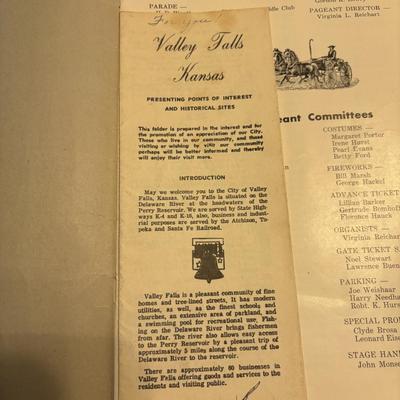 For you!
Valley Falls
Kansas
PRESENTING POINTS OF INTEREST
AND HISTORICAL SITES
This folder is prepared in the interest and for
the promotion of an appreciation of our City.
Those who live in our community, and those
visiting or wishing to visit our community
perhaps will be better informed and thereby
will enjoy their visit more.
INTRODUCTION
May we welcome you to the City of Valley
Falls, Kansas. Valley Falls is situated on the
Delaware River at the headwaters of the
Perry Reservoir. We are served by State High-
ways K-4 and K-16, also, business and indust-
rial purposes are served by the Atchison, To-
peka and Santa Fe Railroad.
Valley Falls is a pleasant community of fine
homes and tree-lined streets. It has modern
utilities, as well, as the finest schools and
churches, an extensive area of parkland, and
a swimming pool for recreational use. Fish-
ing on the Delaware River brings fishermen
from afar. The river also allows easy access
to the Perry Reservoir by a pleasant trip of
approximately 5 miles along the course of the
Delaware River to the reservoir.
There are approximately 60 businesses in
Valley Falls offering goods and services to the
residents and visiting public.
PARADE —
Club
PAGEANT DIRECTOR —
Virginia L. Reichart
eant Committees
COSTUMES —
Margaret Porter
Irene Hurst
Pearl Evans
Betty Ford
FIREWORKS —
Bill Marsh
George Hackel
ADVANCE TICKET
Lillian Barker
Gertrude
Florence Hauck
ORGANISTS —
Virginia Reichar
GATE TICKET SA
Noel Stewart
Lawrence Buen
PARKING —
Joe Weishaar
Harry Needha
Robt. K. Hurs
SPECIAL PRO
Clyde Brosa
Leonard Eise
STAGE HANI
John Monse